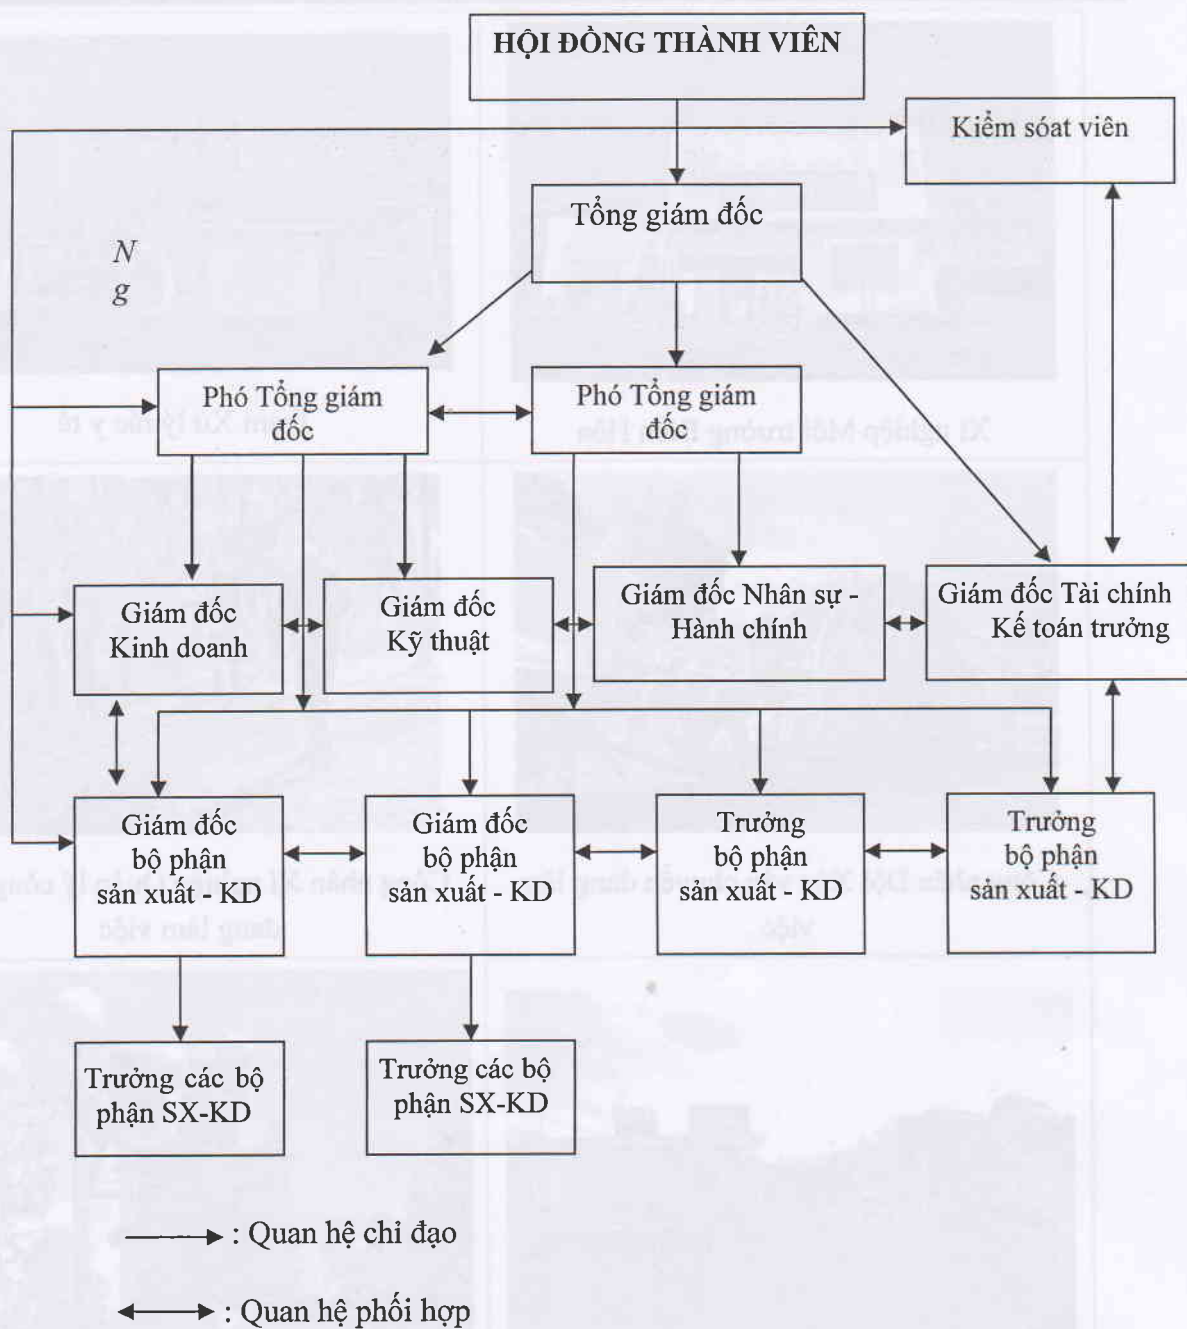 HỘI ĐỒNG THÀNH VIÊN
Kiểm sóat viên
Tổng giám đốc
N
g
Phó Tổng giám
đốc
Phó Tổng giám
đốc
Giám đốc
Kinh doanh
Giám đốc
Kỹ thuật
Giám đốc Nhân sự -
Hành chính
Giám đốc Tài chính
Kế toán trưởng
Giám đốc
bộ phận
sản xuất - KD
Giám đốc
bộ phận
sản xuất - KD
Trưởng
bộ phận
sản xuất - KD
Trưởng
bộ phận
sản xuất - KD
Trưởng các bộ
phận SX-KD
Trưởng các bộ
phận SX-KD
: Quan hệ chỉ đạo
: Quan hệ phối hợp